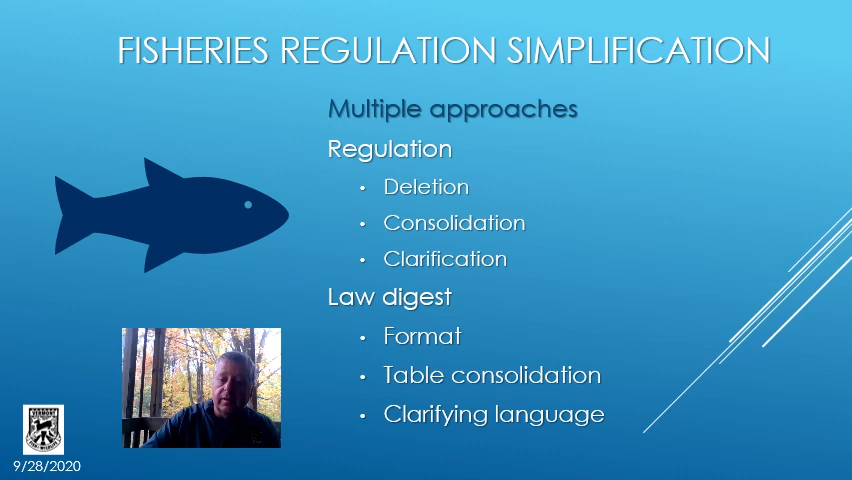 FISHERIES REGULATION SIMPLIFICATION
Multiple approaches
Regulation
• Deletion
• Consolidation
• Clarification
Law digest
• Format
• Table consolidation
• Clarifying language
VERMONT
9/28/2020